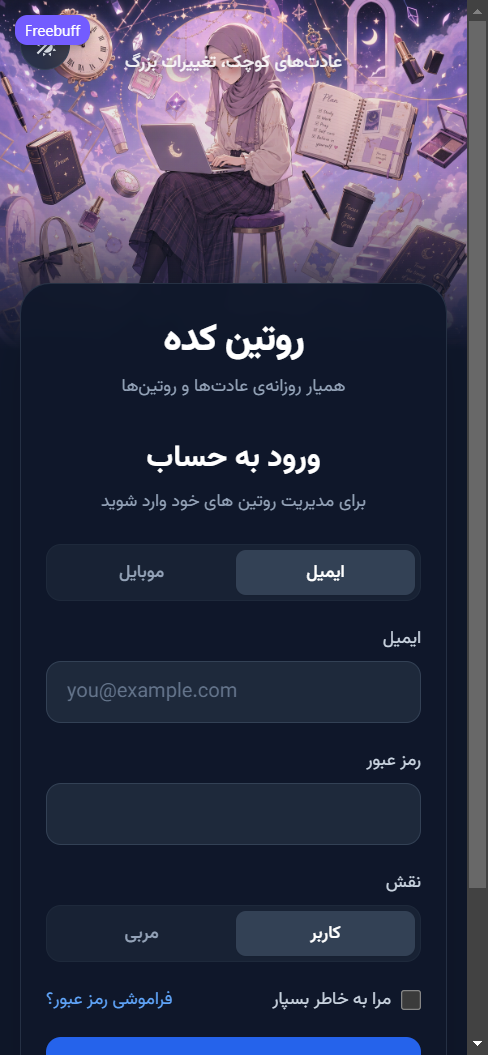 Freebuff
عادت‌های کوچک، تغییرات بزرگ
Plan
روتین کده
همیار روزانه‌ی عادت‌ها و روتین‌ها
ورود به حساب
برای مدیریت روتین های خود وارد شوید
ایمیل
موبایل
ایمیل
you@example.com
رمز عبور
نقش
کاربر
مربی
مرا به خاطر بسپار
فراموشی رمز عبور؟